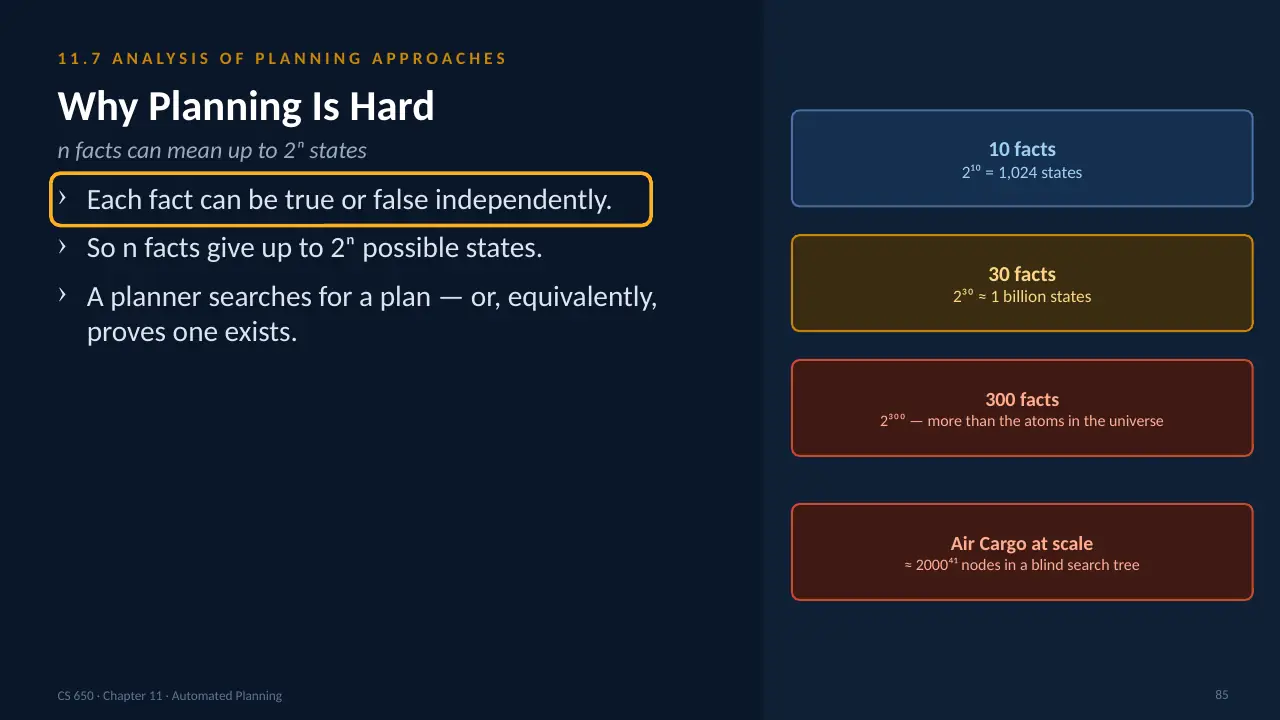 11.7 ANALYSIS OF PLANNING APPROACHES
Why Planning Is Hard
n facts can mean up to 2ⁿ states
› Each fact can be true or false independently.
› So n facts give up to 2ⁿ possible states.
› A planner searches for a plan — or, equivalently,
proves one exists.
10 facts
2¹⁰ = 1,024 states
30 facts
2³⁰ ≈ 1 billion states
300 facts
2³⁰⁰ — more than the atoms in the universe
Air Cargo at scale
≈ 2000⁴¹ nodes in a blind search tree
CS 650 · Chapter 11 · Automated Planning
85